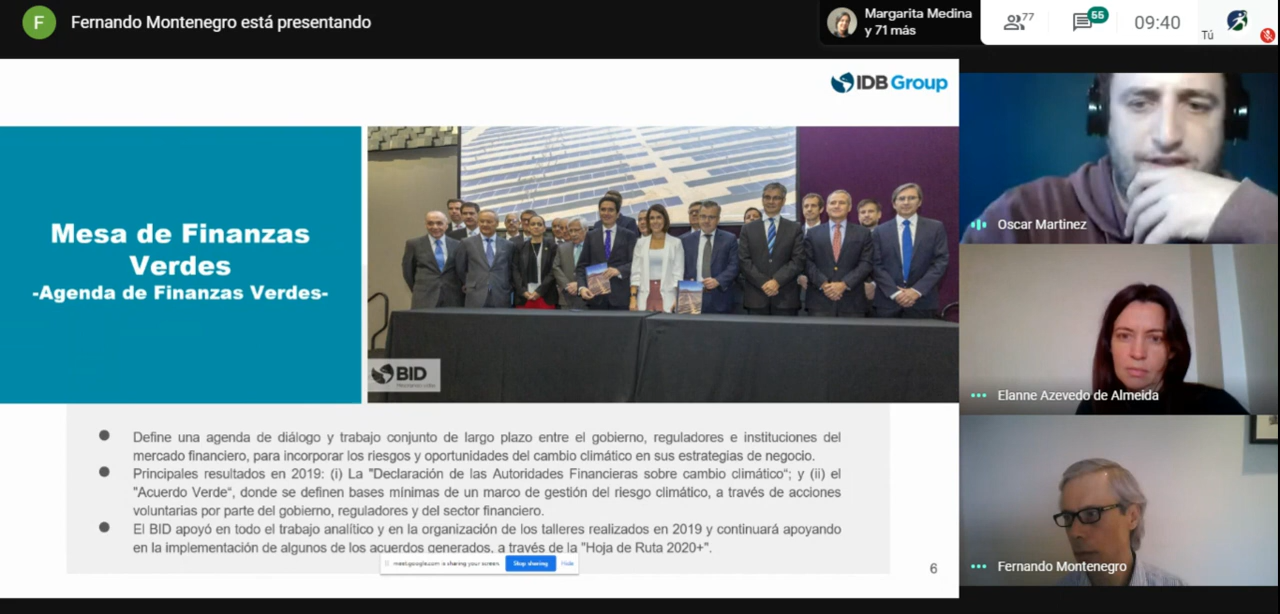 F
Fernando Montenegro está presentando
Margarita Medina
y 71 más
77
55
09:40
Tú
IDB Group
Mesa de Finanzas
Verdes
-Agenda de Finanzas Verdes-
BID
Oscar Martinez
Elanne Azevedo de Almeida
Fernando Montenegro
Define una agenda de diálogo y trabajo conjunto de largo plazo entre el gobierno, reguladores e instituciones del
mercado financiero, para incorporar los riesgos y oportunidades del cambio climático en sus estrategias de negocio.
Principales resultados en 2019: (i) La "Declaración de las Autoridades Financieras sobre cambio climático"; y (ii) el
"Acuerdo Verde", donde se definen bases mínimas de un marco de gestión del riesgo climático, a través de acciones
voluntarias por parte del gobierno, reguladores y del sector financiero.
El BID apoyó en todo el trabajo analítico y en la organización de los talleres realizados en 2019 y continuará apoyando
en la implementación de algunos de los acuerdos generados, a través de la "Hoja de Ruta 2020+".
meet.google.com is sharing your screen.
Stop sharing
Hide
6